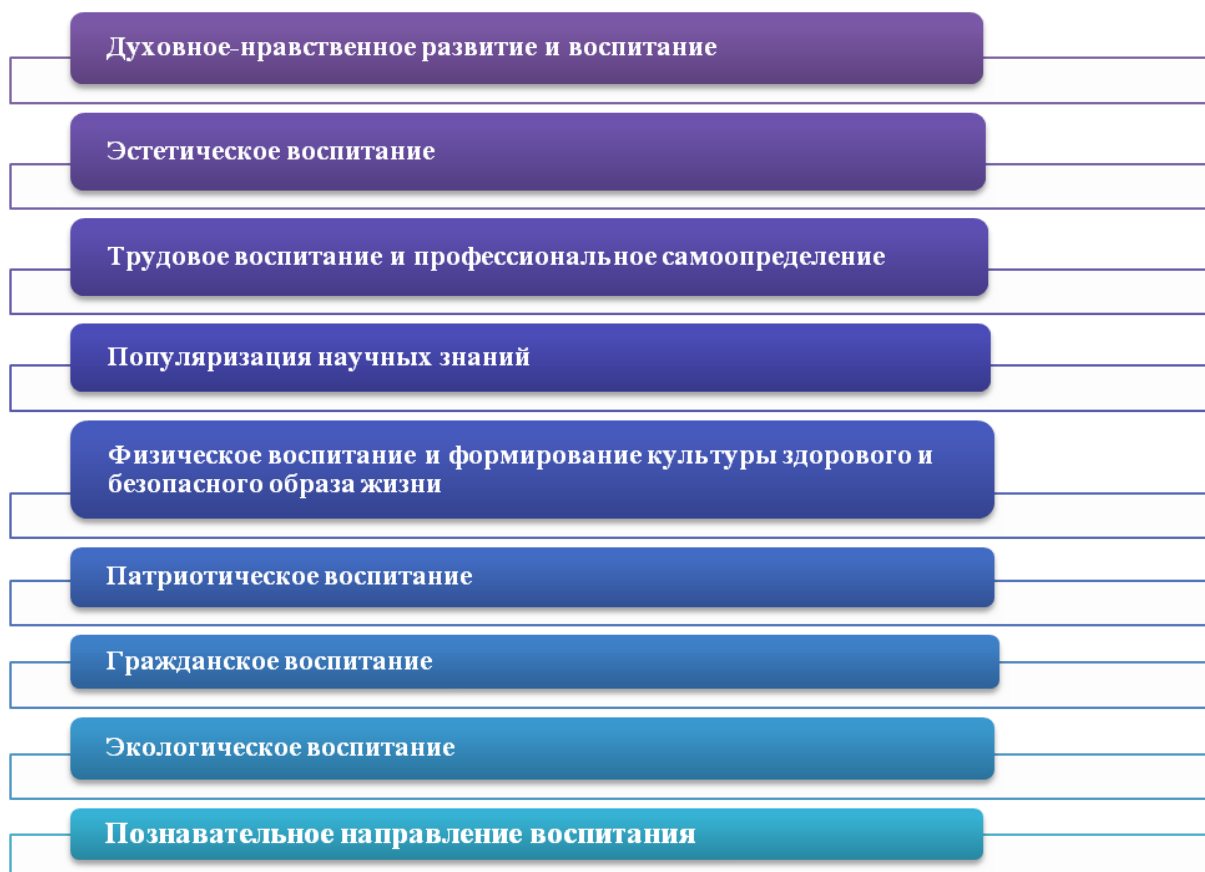 Духовное-нравственное развитие и воспитание
Эстетическое воспитание
Трудовое воспитание и профессиональное самоопределение
Популяризация научных знаний
Физическое воспитание и формирование культуры здорового и
безопасного образа жизни
Патриотическое воспитание
Гражданское воспитание
Экологическое воспитание
Познавательное направление воспитания